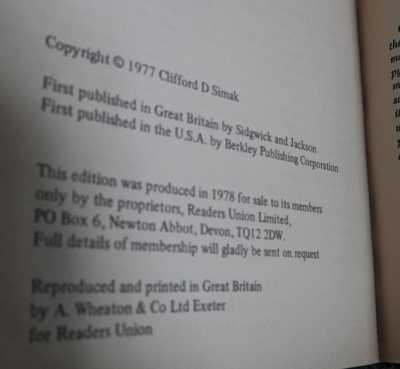 Copyright © 1977 Clifford D Simak
First published in Great Britain by Sidgwick and Jackson
First published in the U.S.A. by Berkley Publishing Corporation
This edition was produced in 1978 for sale to its members
only by the proprietors, Readers Union Limited,
PO Box 6, Newton Abbot, Devon, TQ12 2DW.
Full details of membership will gladly be sent on request
Reproduced and printed in Great Britain
by A. Wheaton & Co Ltd Exeter
for Readers Union